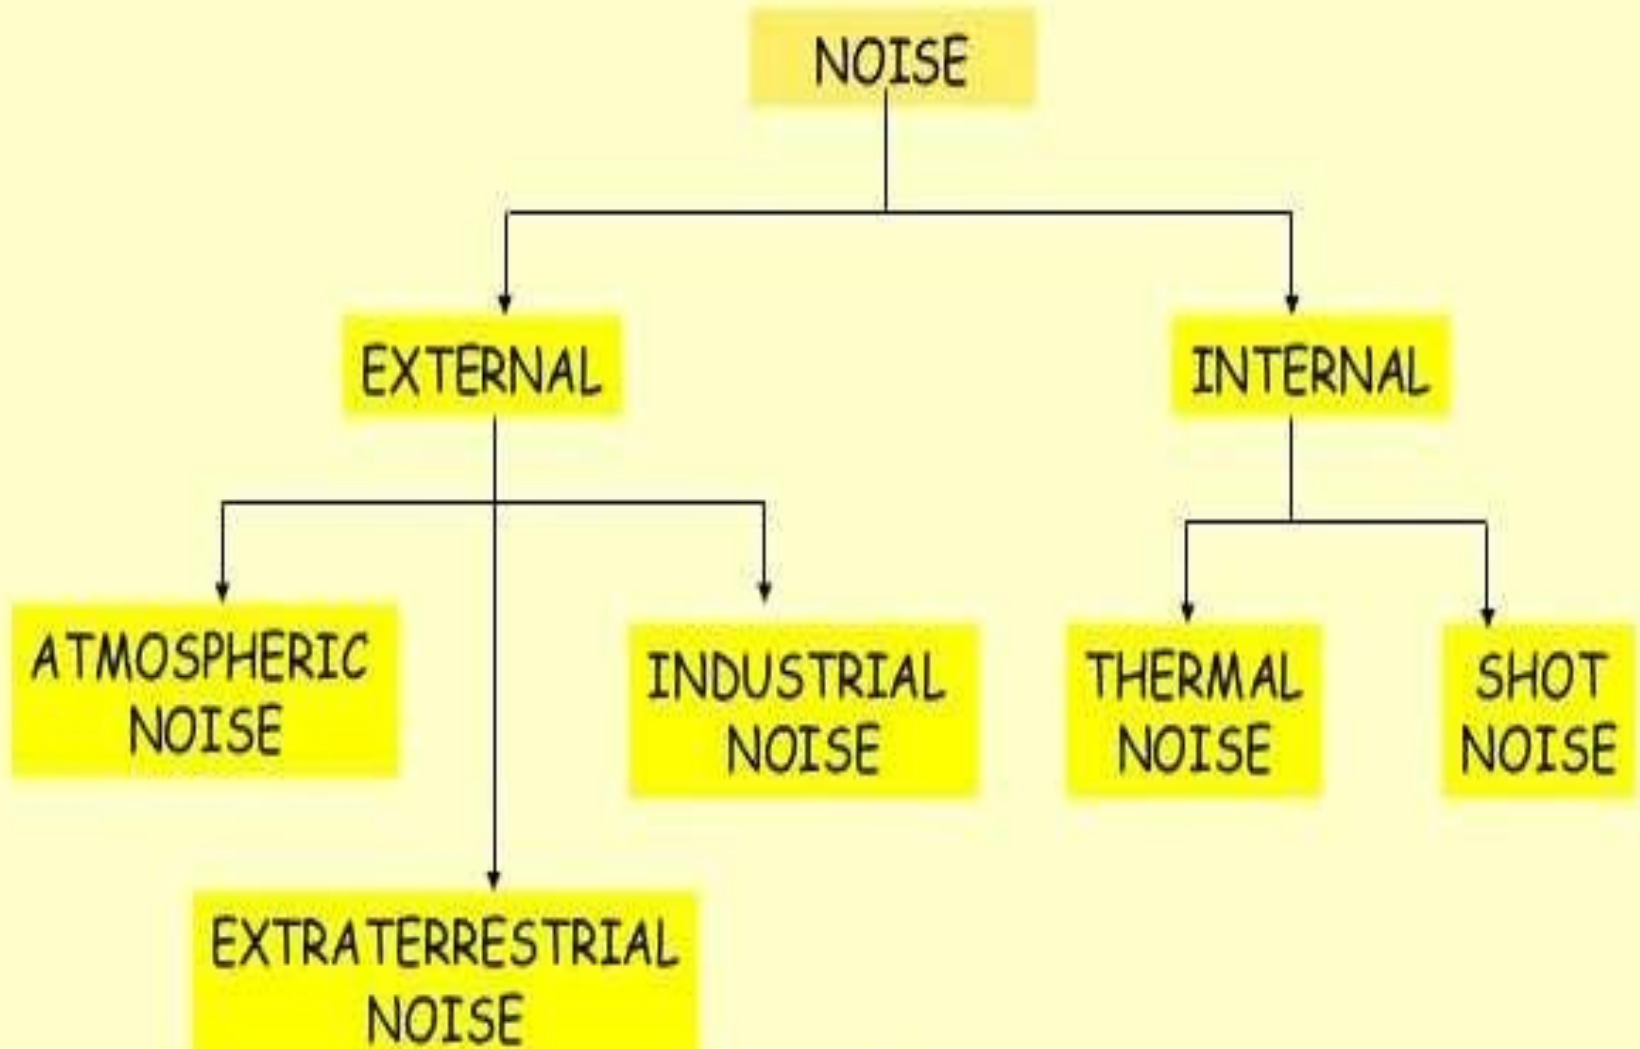 NOISE
EXTERNAL
INTERNAL
ATMOSPHERIC
NOISE
INDUSTRIAL
NOISE
THERMAL
NOISE
SHOT
NOISE
EXTRATERRESTRIAL
NOISE